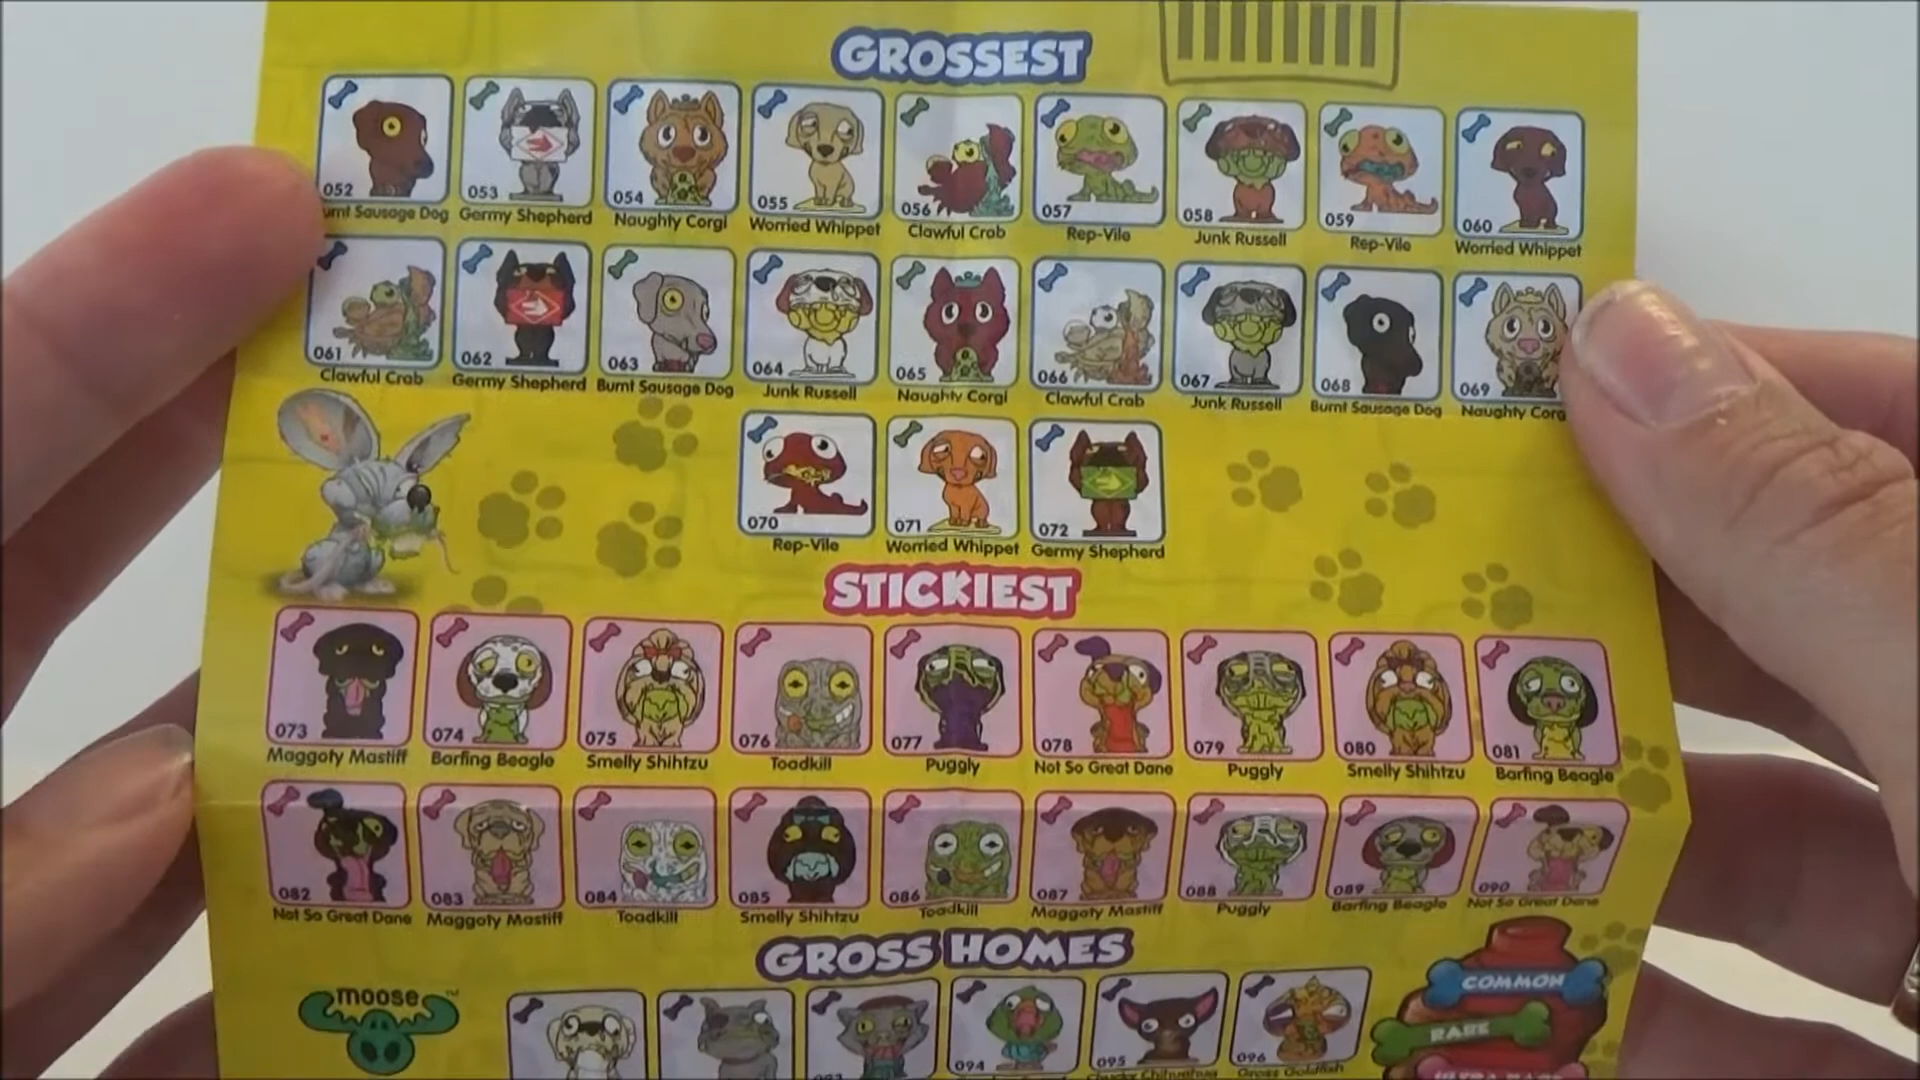 GROSSEST
052 053 054 055 056 057 058 059 060
Burnt Sausage Dog Germy Shepherd Naughty Corgi Worried Whippet Clawful Crab Rep-Vile Junk Russell Rep-Vile Worried Whippet
061 062 063 064 065 066 067 068 069
Clawful Crab Germy Shepherd Burnt Sausage Dog Junk Russell Naughty Corgi Clawful Crab Junk Russell Burnt Sausage Dog Naughty Corg
070 071 072
Rep-Vile Worried Whippet Germy Shepherd
STICKIEST
073 074 075 076 077 078 079 080 081
Maggoty Mastiff Barfing Beagle Smelly Shihtzu Toadkill Puggly Not So Great Dane Puggly Smelly Shihtzu Barfing Beagle
082 083 084 085 086 087 088 089 090
Not So Great Dane Maggoty Mastiff Toadkill Smelly Shihtzu Toadkill Maggoty Mastiff Puggly Barfing Beagle Not So Great Dane
GROSS HOMES
moose™
COMMON
RARE
094 095 096
Chihuahua Gross Goldfish